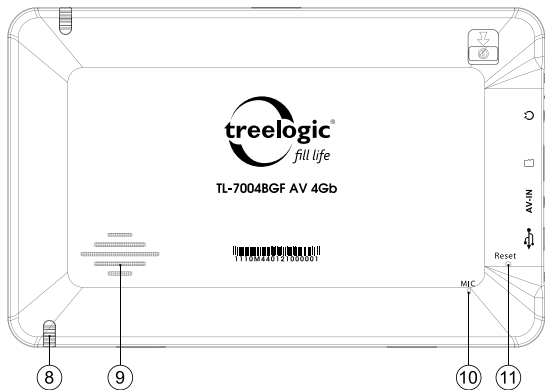 treelogic®
fill life
TL-7004BGF AV 4Gb
1110M440121000001
AV-IN
Reset
MIC
8
9
10
11